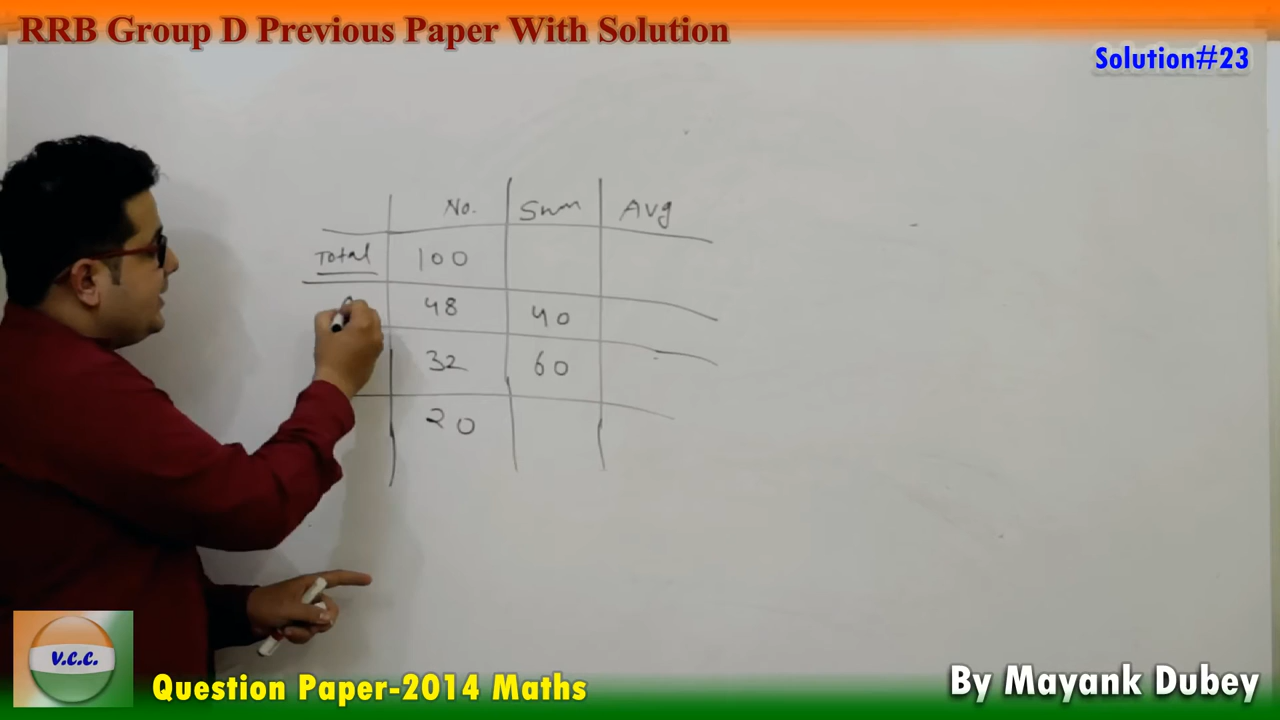 RRB Group D Previous Paper With Solution
Solution#23
No. Sum Avg
Total 100
48 40
32 60
20
V.C.C.
Question Paper-2014 Maths
By Mayank Dubey